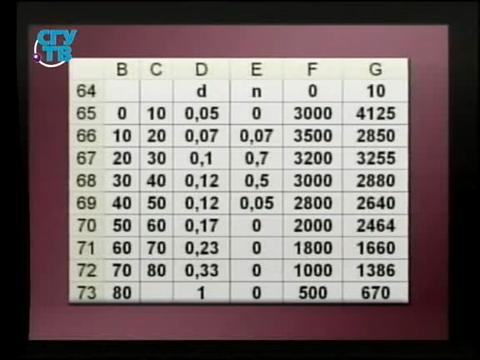 СГУ
ТВ
B C D E F G
64 d n 0 10
65 0 10 0,05 0 3000 4125
66 10 20 0,07 0,07 3500 2850
67 20 30 0,1 0,7 3200 3255
68 30 40 0,12 0,5 3000 2880
69 40 50 0,12 0,05 2800 2640
70 50 60 0,17 0 2000 2464
71 60 70 0,23 0 1800 1660
72 70 80 0,33 0 1000 1386
73 80 1 0 500 670